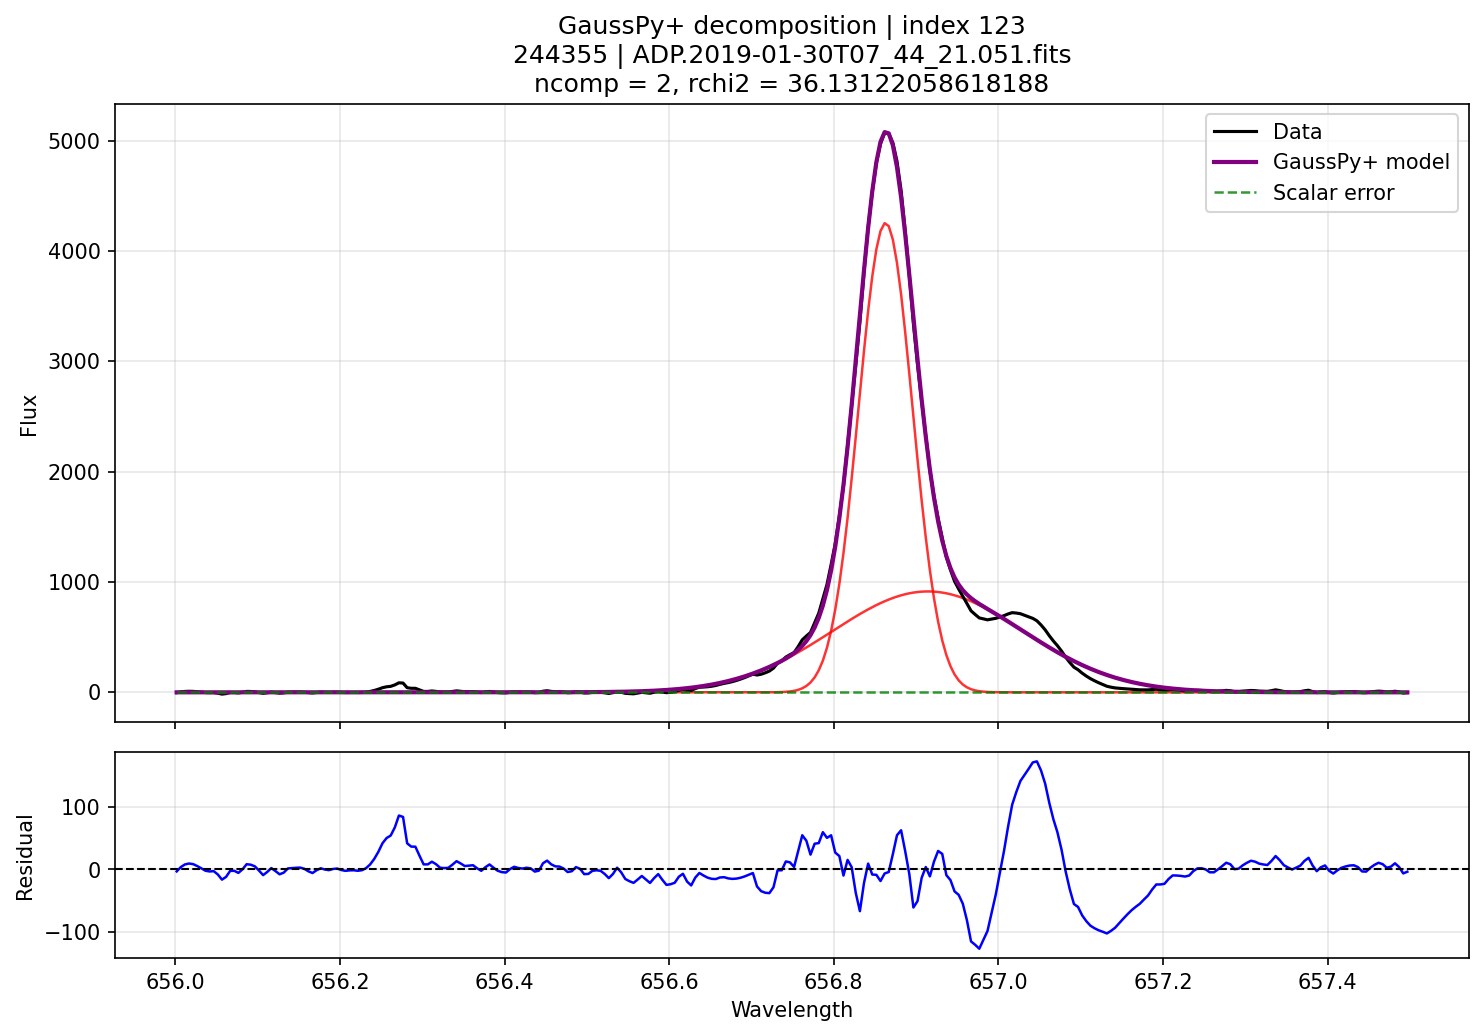 GaussPy+ decomposition | index 123
244355 | ADP.2019-01-30T07_44_21.051.fits
ncomp = 2, rchi2 = 36.13122058618188
Data
GaussPy+ model
Scalar error
5000
4000
3000
2000
1000
0
Flux
100
0
−100
Residual
656.0 656.2 656.4 656.6 656.8 657.0 657.2 657.4
Wavelength